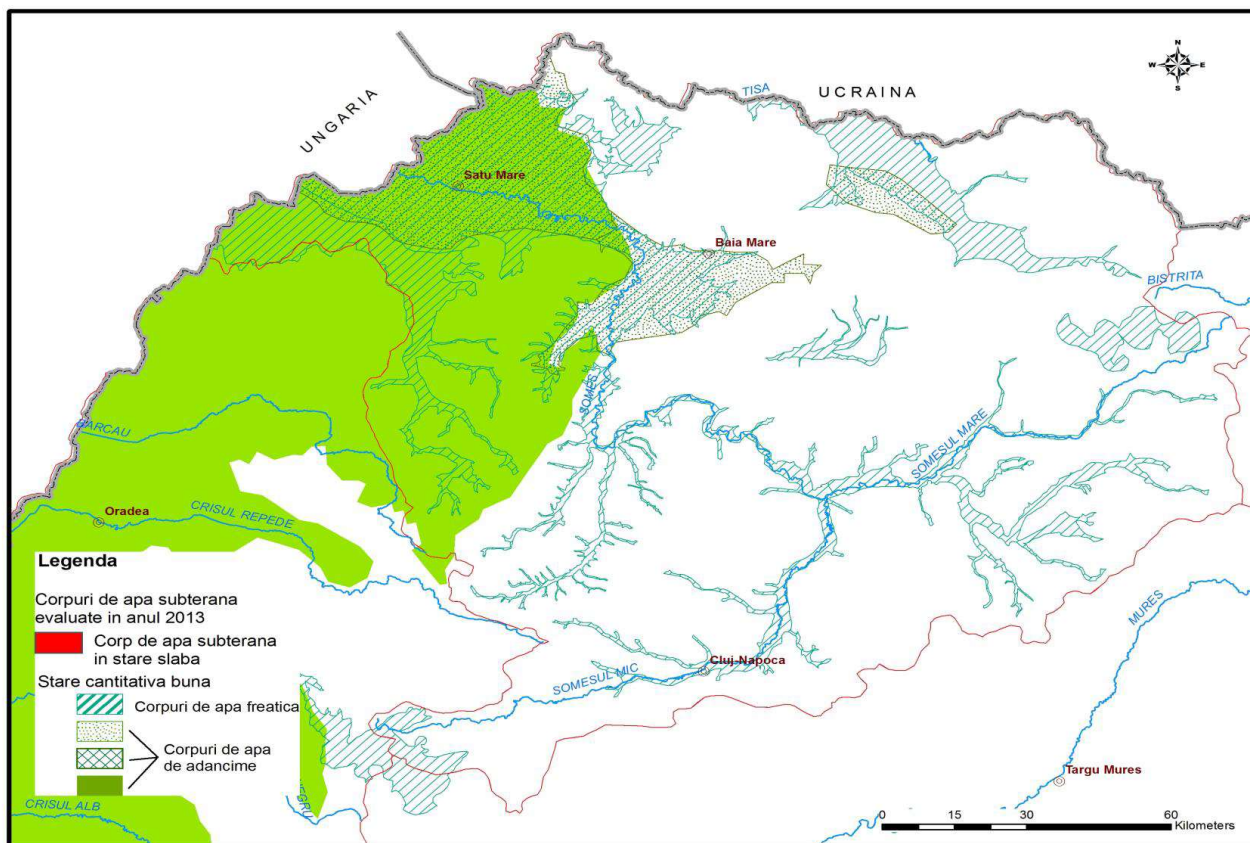 N
W E
S
UNGARIA
TISA
UCRAINA
Satu Mare
Baia Mare
BISTRITA
SOMES
BARCAU
SOMESUL MARE
Oradea
CRISUL REPEDE
MURES
Cluj-Napoca
SOMESUL MIC
Targu Mures
NEGRU
CRISUL ALB
Legenda
Corpuri de apa subterana
evaluate in anul 2013
Corp de apa subterana
in stare slaba
Stare cantitativa buna
Corpuri de apa freatica
Corpuri de apa
de adancime
0 15 30 60
Kilometers